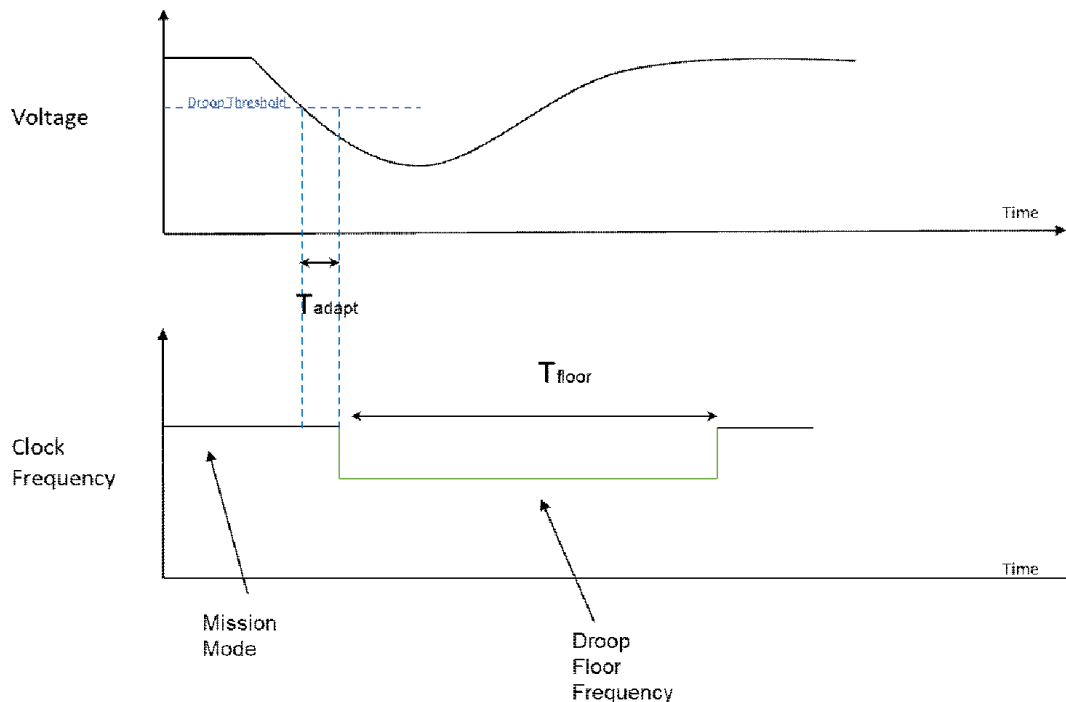 Droop Threshold
Voltage
Time
Tadapt
Tfloor
Clock
Frequency
Time
Mission
Mode
Droop
Floor
Frequency